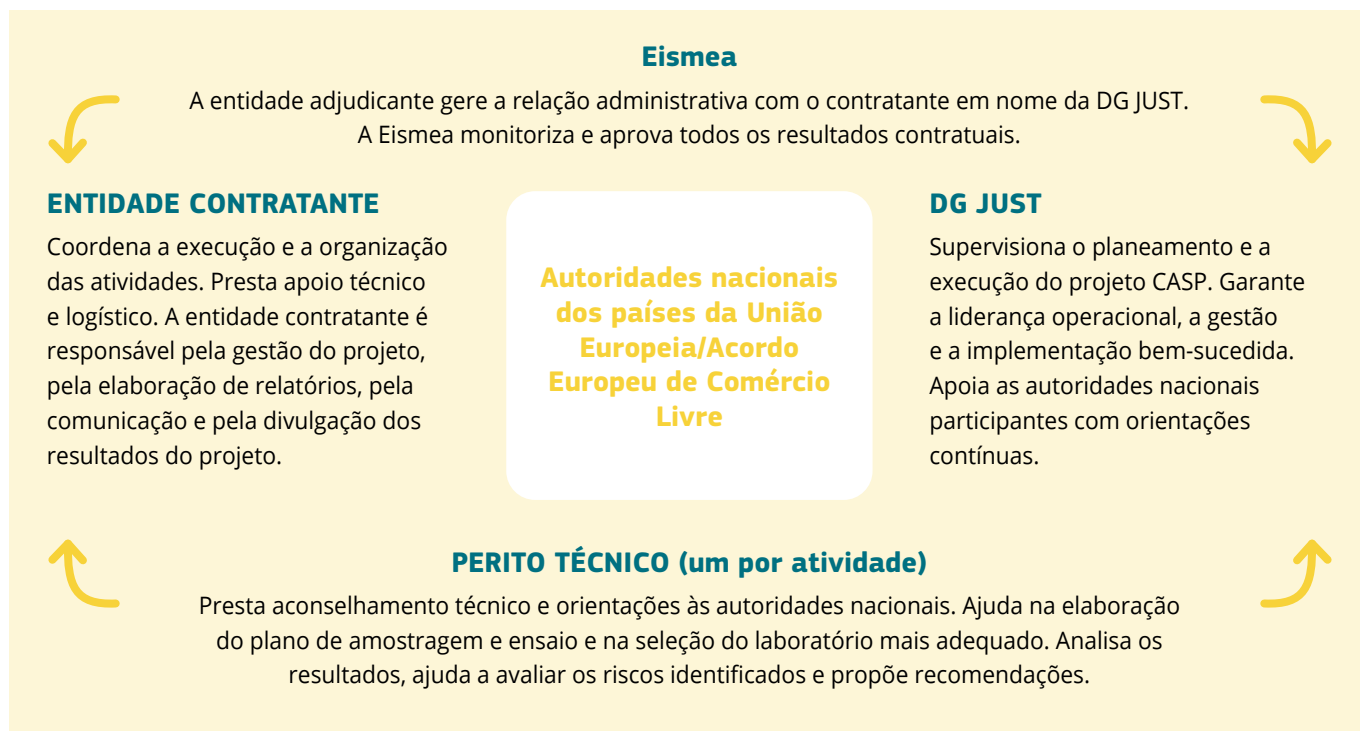 Eismea
A entidade adjudicante gere a relação administrativa com o contratante em nome da DG JUST.
A Eismea monitoriza e aprova todos os resultados contratuais.
ENTIDADE CONTRATANTE
Coordena a execução e a organização
das atividades. Presta apoio técnico
e logístico. A entidade contratante é
responsável pela gestão do projeto,
pela elaboração de relatórios, pela
comunicação e pela divulgação dos
resultados do projeto.
Autoridades nacionais
dos países da União
Europeia/Acordo
Europeu de Comércio
Livre
DG JUST
Supervisiona o planeamento e a
execução do projeto CASP. Garante
a liderança operacional, a gestão
e a implementação bem-sucedida.
Apoia as autoridades nacionais
participantes com orientações
contínuas.
PERITO TÉCNICO (um por atividade)
Presta aconselhamento técnico e orientações às autoridades nacionais. Ajuda na elaboração
do plano de amostragem e ensaio e na seleção do laboratório mais adequado. Analisa os
resultados, ajuda a avaliar os riscos identificados e propõe recomendações.